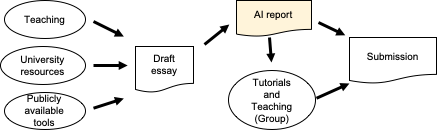 Teaching
University
resources
Publicly
available
tools
Draft
essay
AI report
Tutorials
and
Teaching
(Group)
Submission